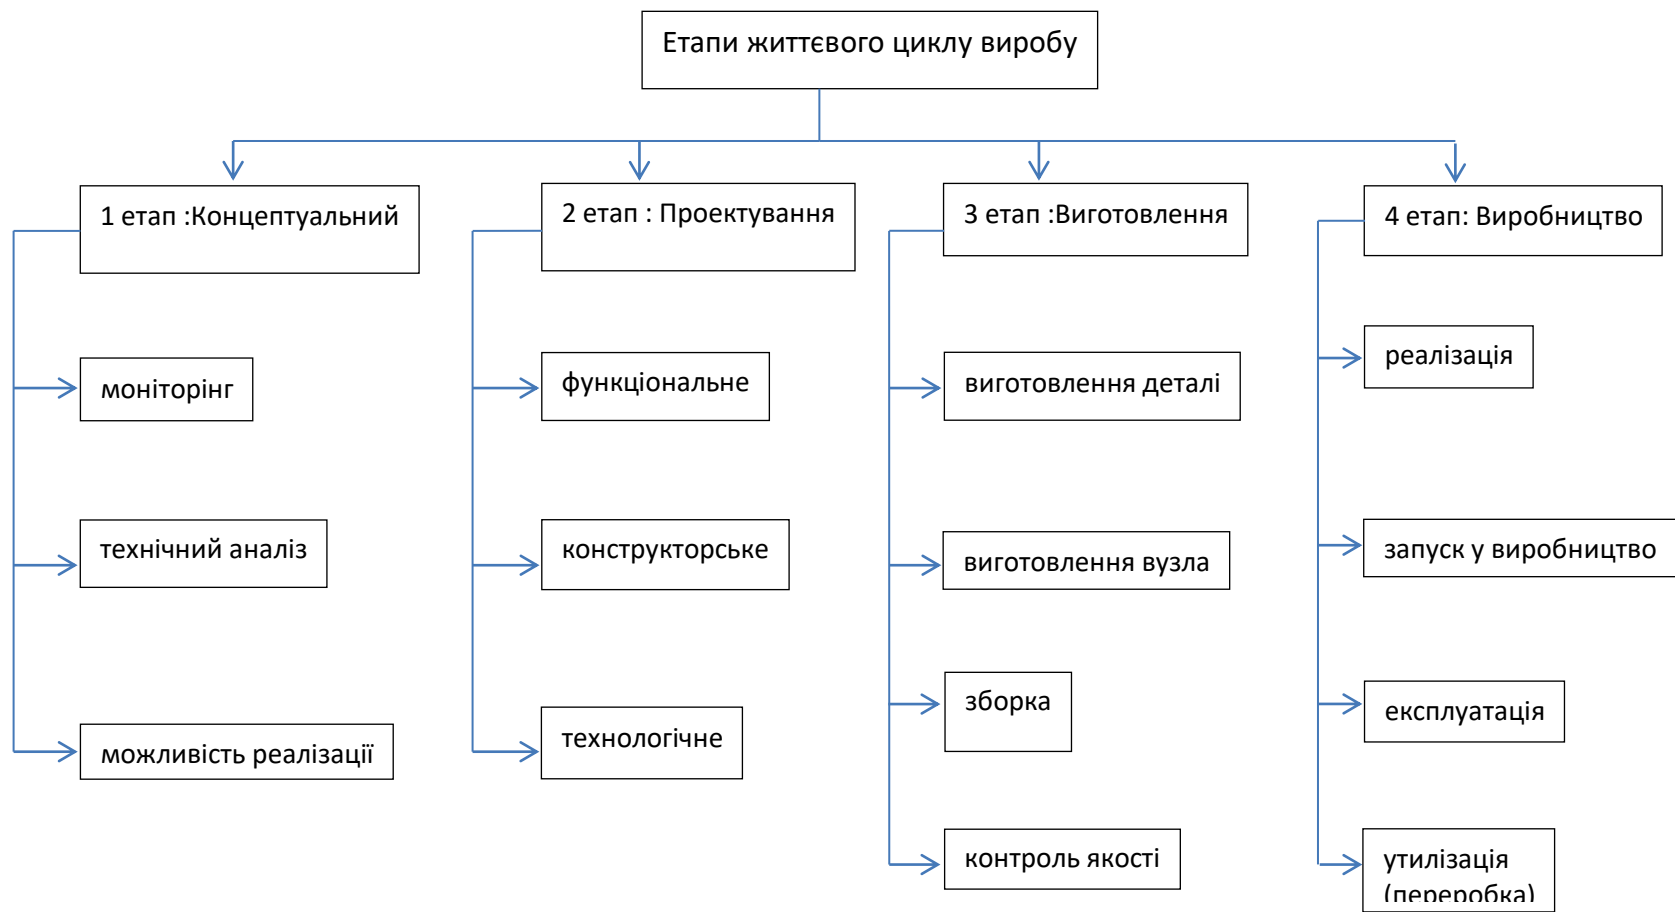 Етапи життєвого циклу виробу
1 етап :Концептуальний
2 етап : Проектування
3 етап :Виготовлення
4 етап: Виробництво
моніторінг
технічний аналіз
можливість реалізації
функціональне
конструкторське
технологічне
виготовлення деталі
виготовлення вузла
зборка
контроль якості
реалізація
запуск у виробництво
експлуатація
утилізація
(переробка)